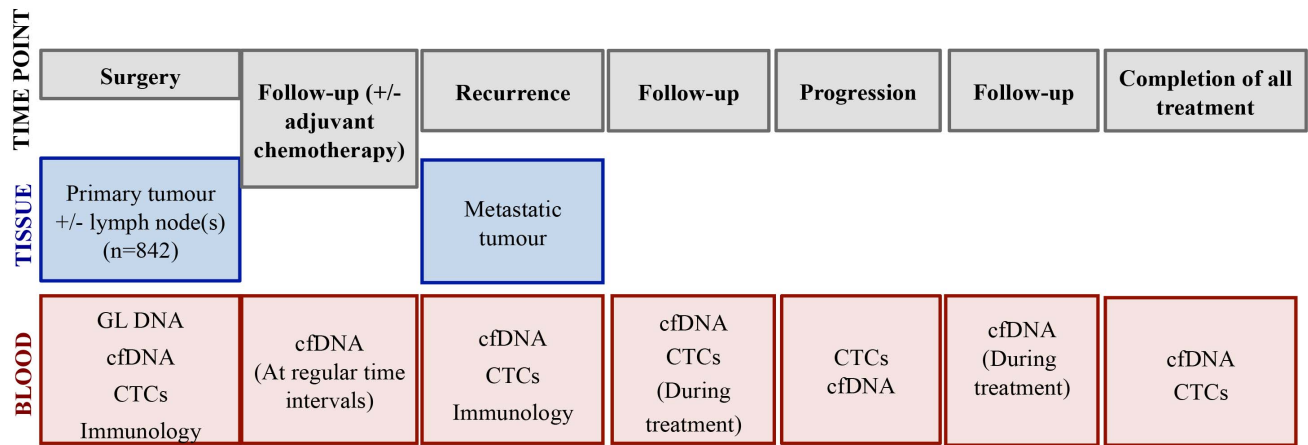 TIME POINT
Surgery
Follow-up (+/-
adjuvant
chemotherapy)
Recurrence
Follow-up
Progression
Follow-up
Completion of all
treatment
TISSUE
Primary tumour
+/- lymph node(s)
(n=842)
Metastatic
tumour
BLOOD
GL DNA
cfDNA
CTCs
Immunology
cfDNA
(At regular time
intervals)
cfDNA
CTCs
Immunology
cfDNA
CTCs
(During
treatment)
CTCs
cfDNA
cfDNA
(During
treatment)
cfDNA
CTCs